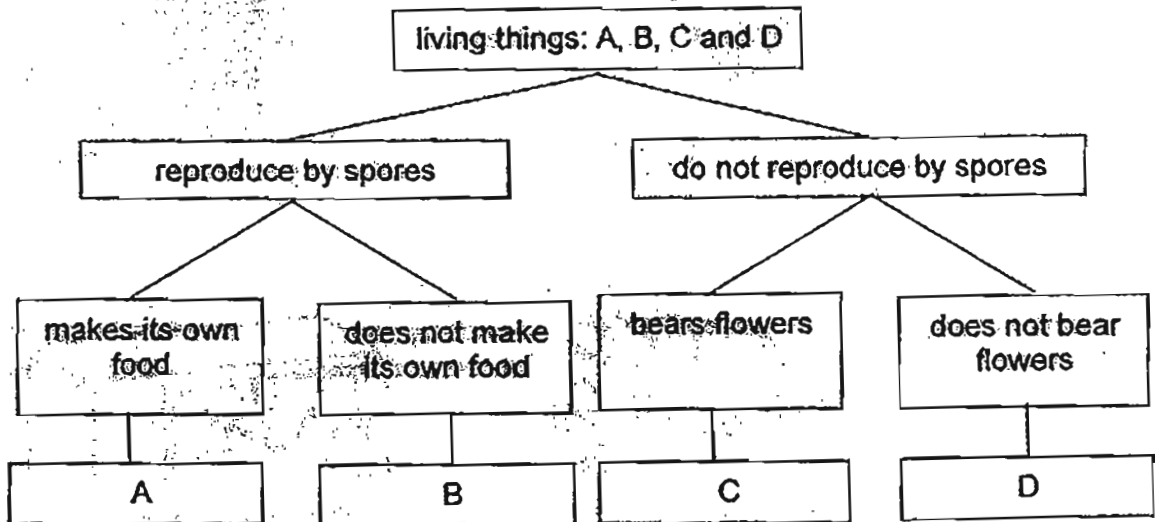 living things: A, B, C and D
reproduce by spores
do not reproduce by spores
makes its own
food
does not make
its own food
bears flowers
does not bear
flowers
A
B
C
D